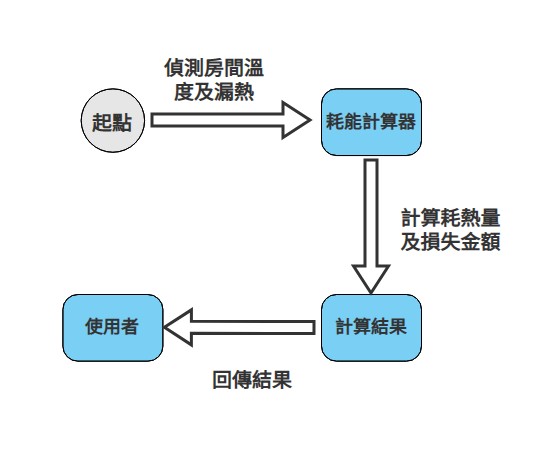 偵測房間溫
度及漏熱
起點
耗能計算器
計算耗熱量
及損失金額
使用者
計算結果
回傳結果